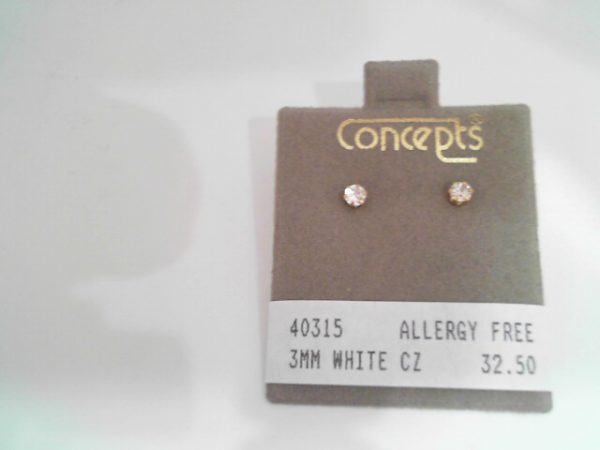 Concepts®
40315 ALLERGY FREE
3MM WHITE CZ 32.50